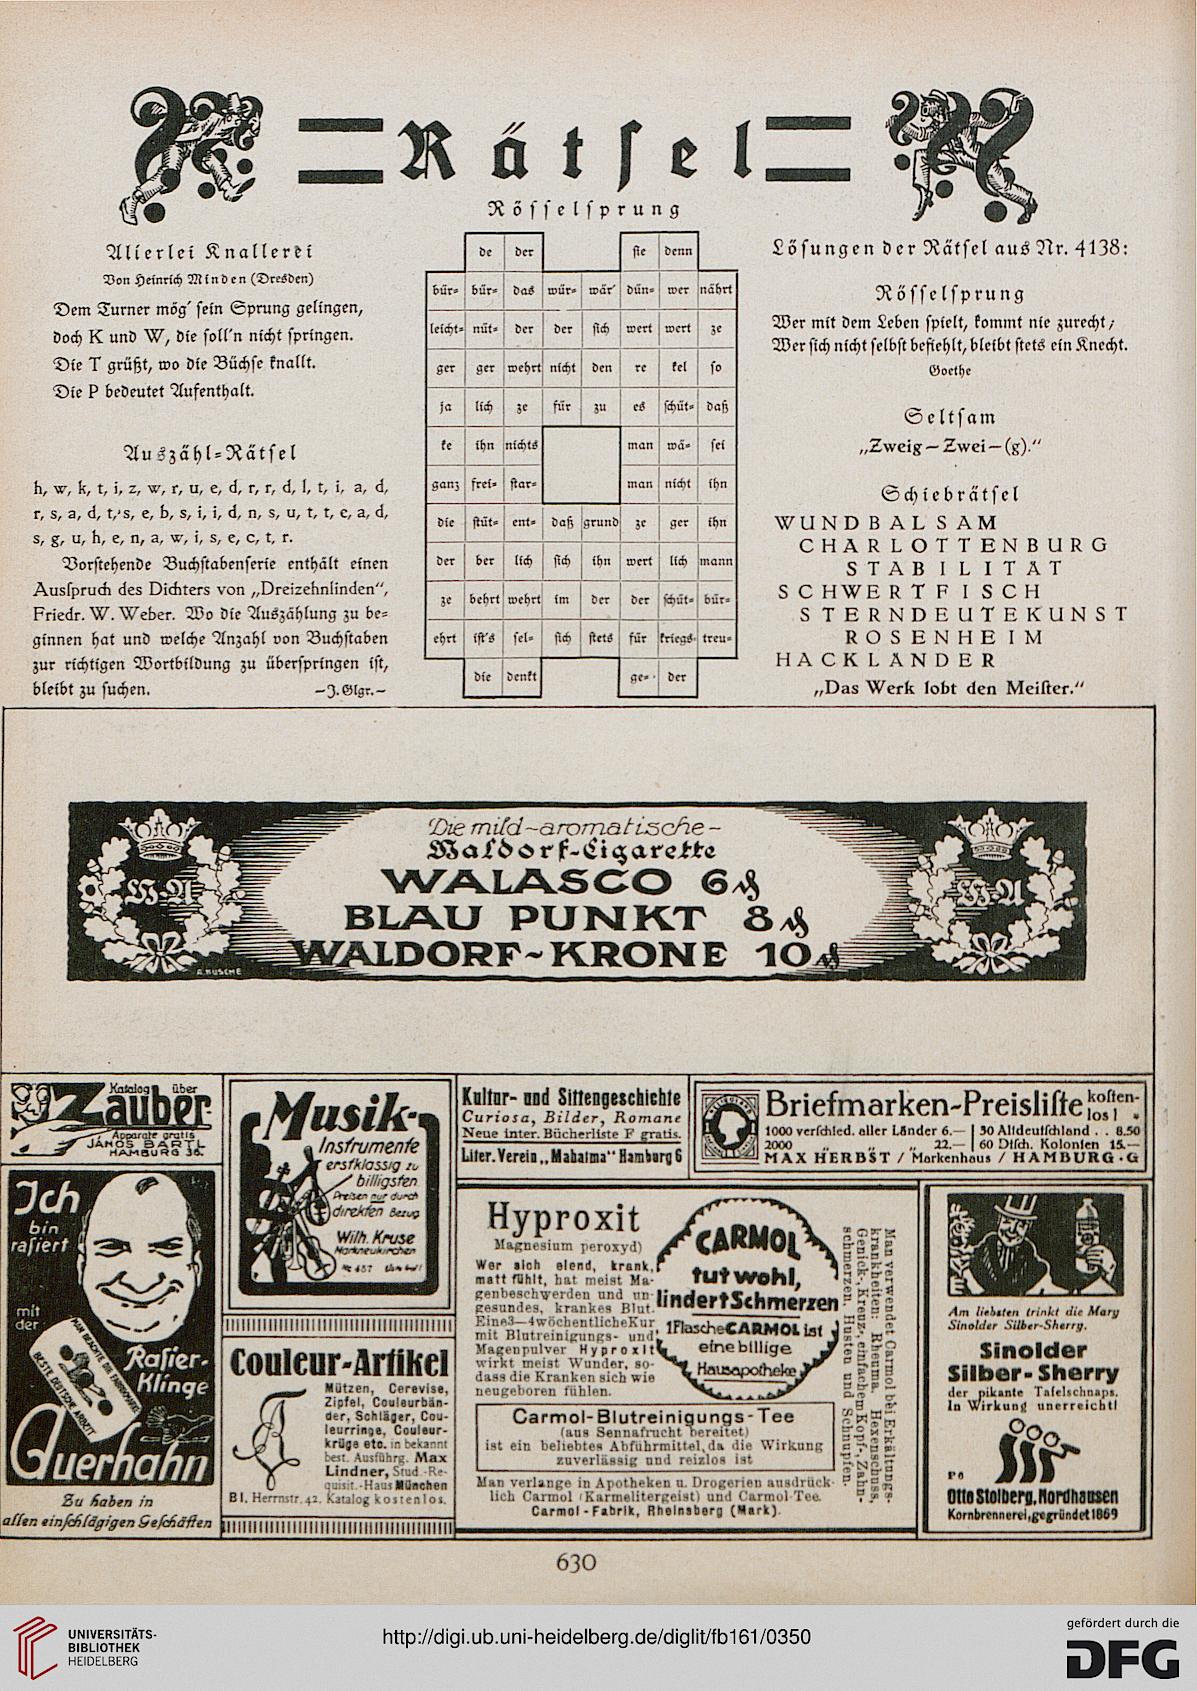 Rätsel
Allerlei Knallerei
Von Heinrich Minden (Dresden)
Dem Turner mög' sein Sprung gelingen,
doch K und W, die soll'n nicht springen.
Die T grüßt, wo die Büchse knallt.
Die P bedeutet Aufenthalt.
Auszähl-Rätsel
h, w, k, t, i, z, w, r, u, e, d, r, r, d, l, t, i, a, d,
r, s, a, d, t, s, e, b, s, i, i, d, n, s, u, t, t, e, a, d,
s, g, u, h, e, n, a, w, i, s, e, c, t, r.
Vorstehende Buchstabenserie enthält einen
Ausspruch des Dichters von „Dreizehnlinden“,
Friedr. W. Weber. Wo die Auszählung zu be-
ginnen hat und welche Anzahl von Buchstaben
zur richtigen Wortbildung zu überspringen ist,
bleibt zu suchen. —J. Glgr.—
Rösselsprung
de der sie denn
bür- bür- das wür- wär' dün- wer nährt
leicht- nüt- der der sich wert wert ze
ger ger wehrt nicht den re kel so
ja lich ze für zu es schüt- daß
ke ihn nichts man wä- sei
ganz frei- star- man nicht ihn
die stüt- ent- daß grund ze ger ihn
der ber lich sich ihn wert lich mann
ze behrt wehrt im der der schüt- bür-
ehrt ist's sel- sich stets für kriegs- treu-
die denkt ge- der
Lösungen der Rätsel aus Nr. 4138:
Rösselsprung
Wer mit dem Leben spielt, kommt nie zurecht;
Wer sich nicht selbst befiehlt, bleibt stets ein Knecht.
Goethe
Seltsam
„Zweig — Zwei — (g).“
Schiebrätsel
WUNDBALSAM
CHARLOTTENBURG
STABILITÄT
SCHWERTFISCH
STERNDEUTEKUNST
ROSENHEIM
HACKLÄNDER
„Das Werk lobt den Meister.“
Die mild-aromatische-
Waldorf-Cigarette
WALASCO 6₰
BLAU PUNKT 8₰
WALDORF-KRONE 10₰
W-A
W-A
Katalog über
Zauber-
Apparate gratis
JÁNOS BARTL
HAMBURG 36.
Ich
bin
rasiert
mit
der
MAN BEACHTE DIE FABRIKMARKE
BESTE DEUTSCHE ARBEIT
Rasier-
Klinge
Querhahn
Zu haben in
allen einschlägigen Geschäften
Musik-
Instrumente
erstklassig zu
billigsten
Preisen nur durch
direkten Bezug
Wilh. Kruse
Markneukirchen
No 457
Couleur-Artikel
Mützen, Cerevise,
Zipfel, Couleurbän-
der, Schläger, Cou-
leurringe, Couleur-
krüge etc. in bekannt
best. Ausführg. Max
Lindner, Stud.-Re-
quisit.-Haus München
Bl. Herrnstr. 42. Katalog kostenlos.
Kultur- und Sittengeschichte
Curiosa, Bilder, Romane
Neue inter. Bücherliste F gratis.
Liter. Verein „Mahatma“ Hamburg 6
Briefmarken-Preisliste kosten-
los!
1000 verschied. aller Länder 6.— | 30 Altdeutschland . . 8.50
2000 „ „ 22.— | 60 Dtsch. Kolonien 15.—
MAX HERBST / Markenhaus / HAMBURG · G
Hyproxit
Magnesium peroxyd)
Wer sich elend, krank,
matt fühlt, hat meist Ma-
genbeschwerden und un-
gesundes, krankes Blut.
Eine 3—4wöchentliche Kur
mit Blutreinigungs- und
Magenpulver Hyproxit
wirkt meist Wunder, so-
dass die Kranken sich wie
neugeboren fühlen.
CARMOL
tut wohl,
lindert Schmerzen
1 Flasche CARMOL ist
eine billige
Hausapotheke
Man verwendet Carmol bei Erkältungs-
krankheiten: Rheuma, Hexenschuss,
Genick-, Kreuz-, einfachem Kopf-, Zahn-
schmerzen, Husten und Schnupfen.
Carmol-Blutreinigungs-Tee
(aus Sennafrucht bereitet)
ist ein beliebtes Abführmittel, da die Wirkung
zuverlässig und reizlos ist
Man verlange in Apotheken u. Drogerien ausdrück-
lich Carmol (Karmelitergeist) und Carmol-Tee.
Carmol-Fabrik, Rheinsberg (Mark).
Am liebsten trinkt die Mary
Sinolder Silber-Sherry.
Sinolder
Silber-Sherry
der pikante Tafelschnaps.
In Wirkung unerreicht!
Otto Stolberg, Nordhausen
Kornbrennerei, gegründet 1869
630
UNIVERSITÄTS-
BIBLIOTHEK
HEIDELBERG
http://digi.ub.uni-heidelberg.de/diglit/fb161/0350
gefördert durch die
DFG